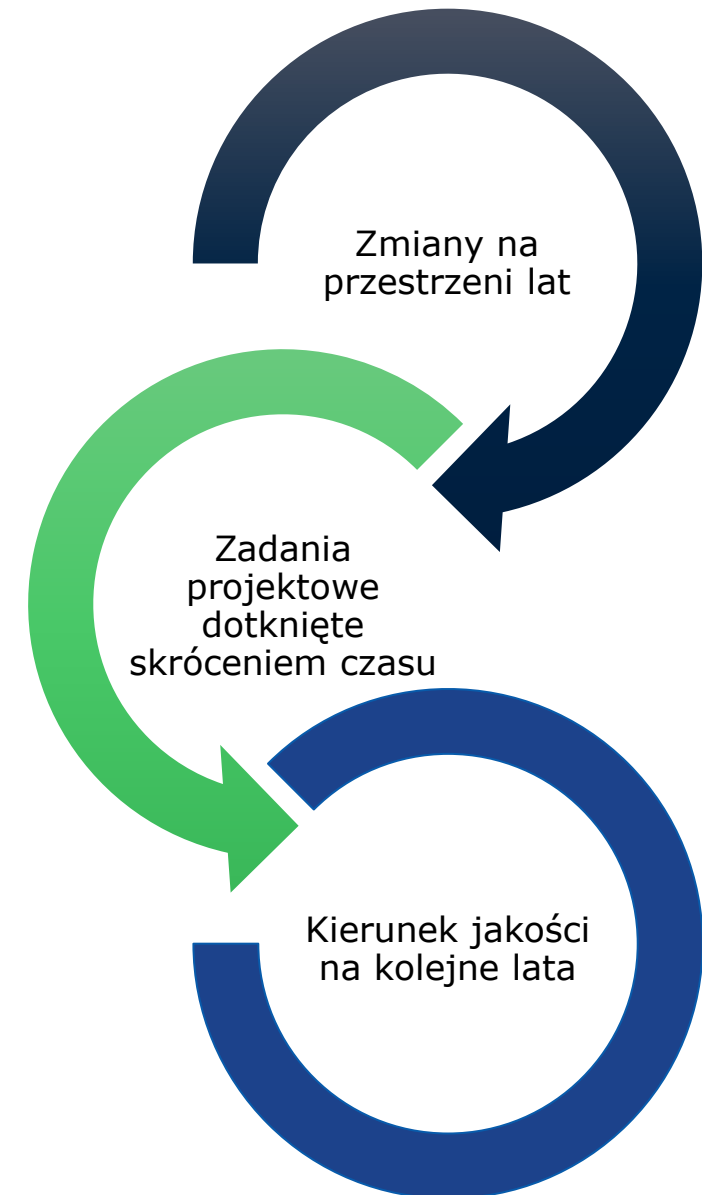 Zmiany na
przestrzeni lat
Zadania
projektowe
dotknięte
skróceniem czasu
Kierunek jakości
na kolejne lata